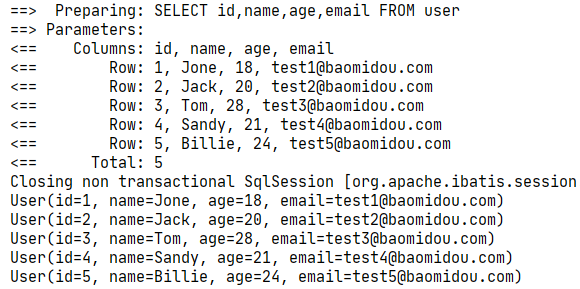 ==>  Preparing: SELECT id,name,age,email FROM user
==> Parameters:
<==    Columns: id, name, age, email
<==        Row: 1, Jone, 18, test1@baomidou.com
<==        Row: 2, Jack, 20, test2@baomidou.com
<==        Row: 3, Tom, 28, test3@baomidou.com
<==        Row: 4, Sandy, 21, test4@baomidou.com
<==        Row: 5, Billie, 24, test5@baomidou.com
<==      Total: 5
Closing non transactional SqlSession [org.apache.ibatis.session
User(id=1, name=Jone, age=18, email=test1@baomidou.com)
User(id=2, name=Jack, age=20, email=test2@baomidou.com)
User(id=3, name=Tom, age=28, email=test3@baomidou.com)
User(id=4, name=Sandy, age=21, email=test4@baomidou.com)
User(id=5, name=Billie, age=24, email=test5@baomidou.com)